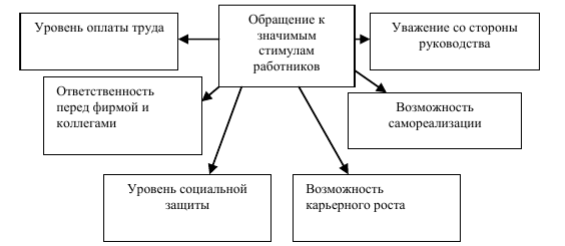 Уровень оплаты труда
Обращение к
значимым
стимулам
работников
Уважение со стороны
руководства
Ответственность
перед фирмой и
коллегами
Возможность
самореализации
Уровень социальной
защиты
Возможность
карьерного роста